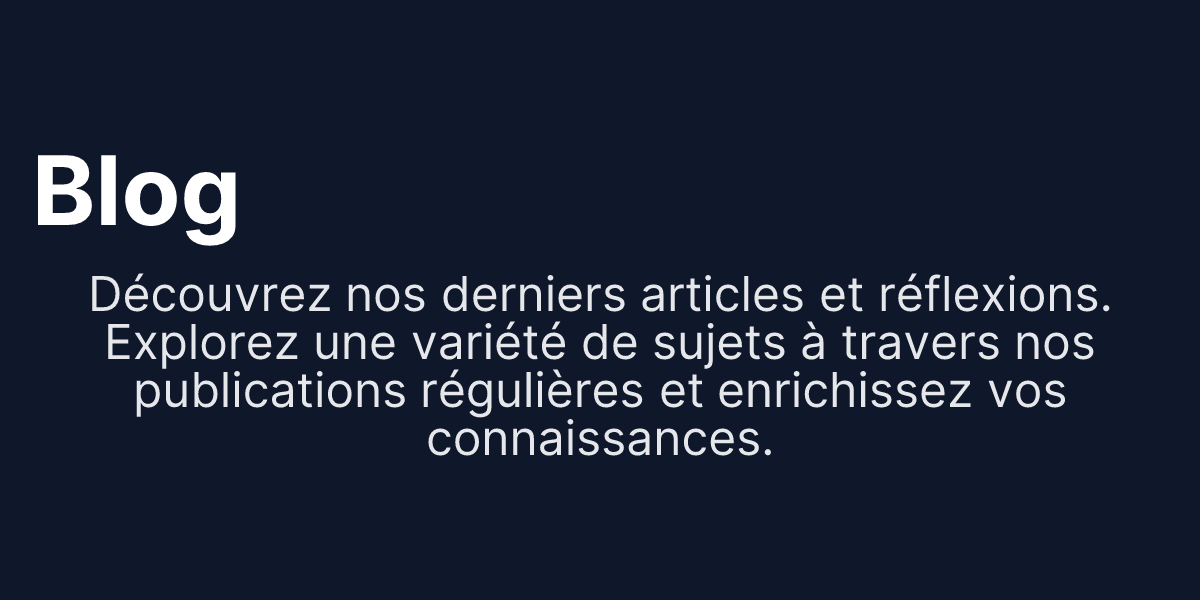 Blog
Découvrez nos derniers articles et réflexions.
Explorez une variété de sujets à travers nos
publications régulières et enrichissez vos
connaissances.